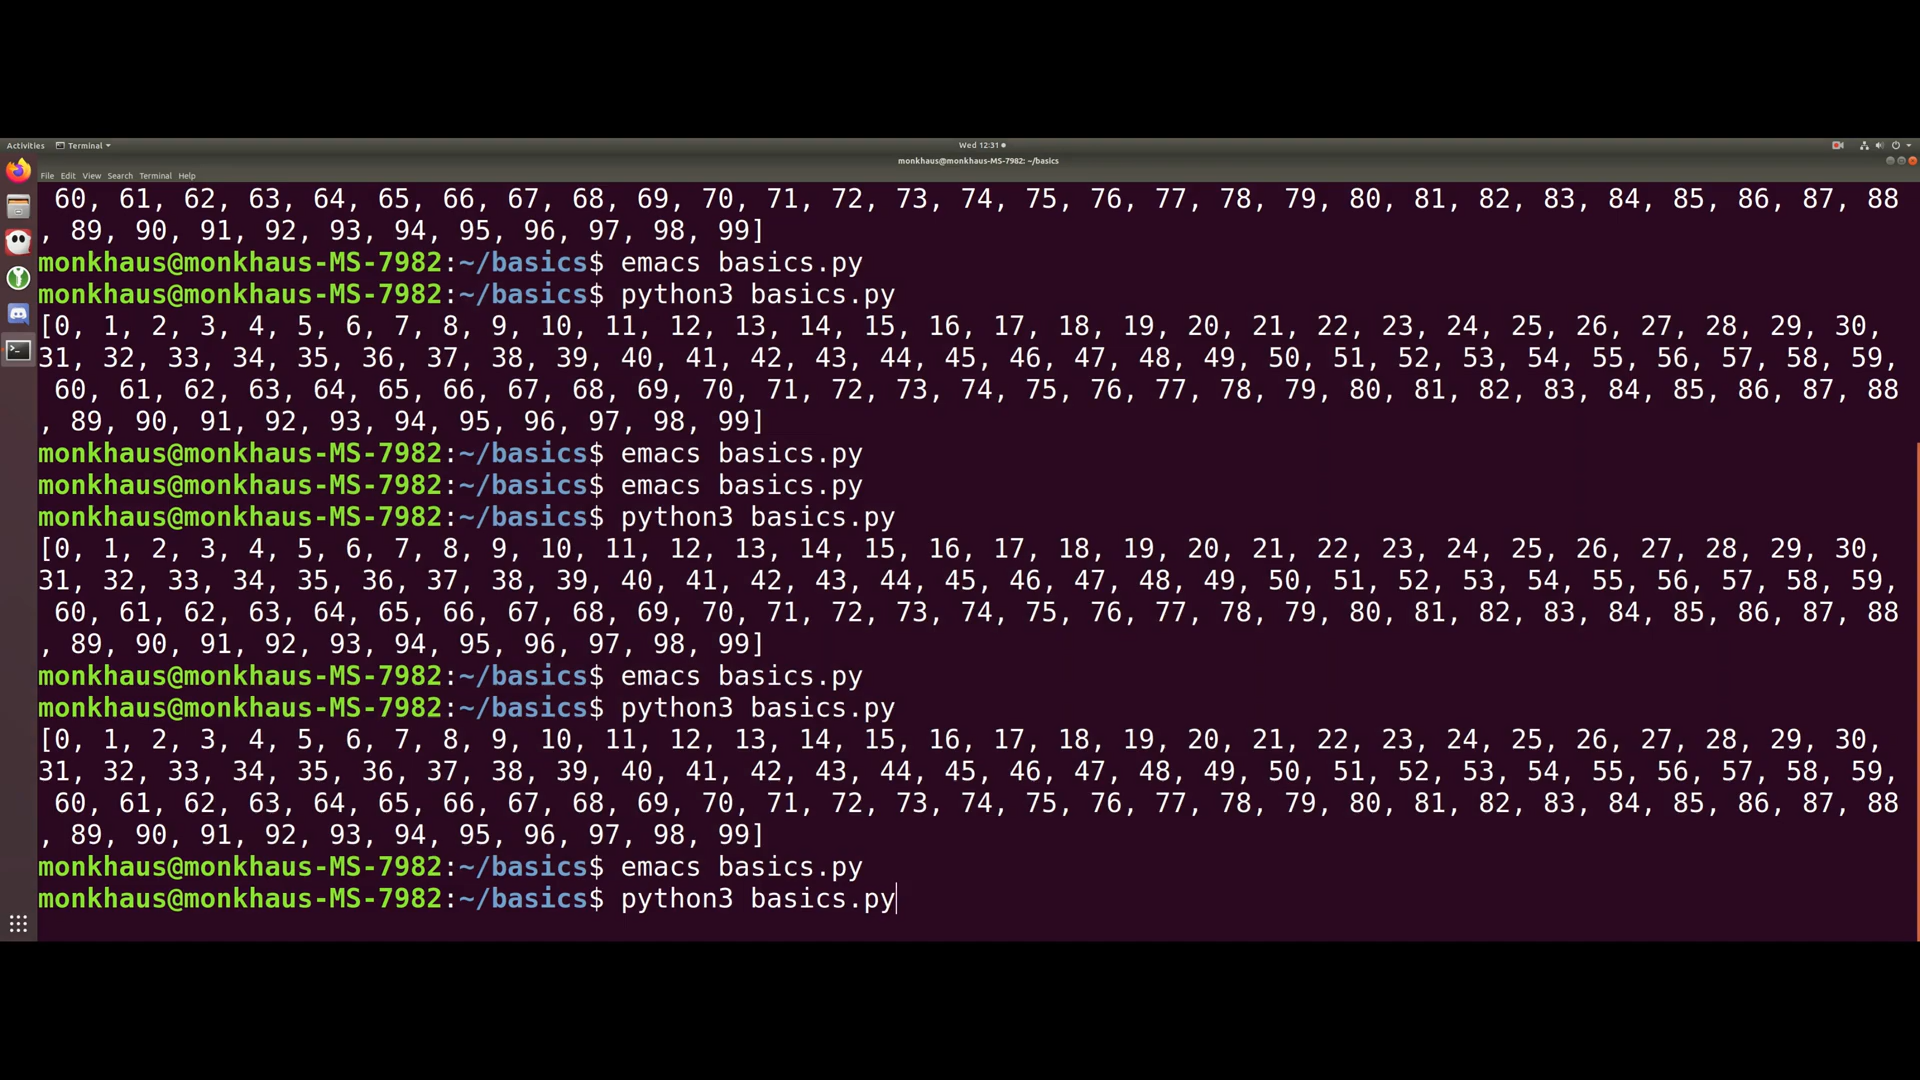 Activities Terminal Wed 12:31
monkhaus@monkhaus-MS-7982: ~/basics
File Edit View Search Terminal Help
60, 61, 62, 63, 64, 65, 66, 67, 68, 69, 70, 71, 72, 73, 74, 75, 76, 77, 78, 79, 80, 81, 82, 83, 84, 85, 86, 87, 88
, 89, 90, 91, 92, 93, 94, 95, 96, 97, 98, 99]
monkhaus@monkhaus-MS-7982:~/basics$ emacs basics.py
monkhaus@monkhaus-MS-7982:~/basics$ python3 basics.py
[0, 1, 2, 3, 4, 5, 6, 7, 8, 9, 10, 11, 12, 13, 14, 15, 16, 17, 18, 19, 20, 21, 22, 23, 24, 25, 26, 27, 28, 29, 30,
31, 32, 33, 34, 35, 36, 37, 38, 39, 40, 41, 42, 43, 44, 45, 46, 47, 48, 49, 50, 51, 52, 53, 54, 55, 56, 57, 58, 59,
60, 61, 62, 63, 64, 65, 66, 67, 68, 69, 70, 71, 72, 73, 74, 75, 76, 77, 78, 79, 80, 81, 82, 83, 84, 85, 86, 87, 88
, 89, 90, 91, 92, 93, 94, 95, 96, 97, 98, 99]
monkhaus@monkhaus-MS-7982:~/basics$ emacs basics.py
monkhaus@monkhaus-MS-7982:~/basics$ emacs basics.py
monkhaus@monkhaus-MS-7982:~/basics$ python3 basics.py
[0, 1, 2, 3, 4, 5, 6, 7, 8, 9, 10, 11, 12, 13, 14, 15, 16, 17, 18, 19, 20, 21, 22, 23, 24, 25, 26, 27, 28, 29, 30,
31, 32, 33, 34, 35, 36, 37, 38, 39, 40, 41, 42, 43, 44, 45, 46, 47, 48, 49, 50, 51, 52, 53, 54, 55, 56, 57, 58, 59,
60, 61, 62, 63, 64, 65, 66, 67, 68, 69, 70, 71, 72, 73, 74, 75, 76, 77, 78, 79, 80, 81, 82, 83, 84, 85, 86, 87, 88
, 89, 90, 91, 92, 93, 94, 95, 96, 97, 98, 99]
monkhaus@monkhaus-MS-7982:~/basics$ emacs basics.py
monkhaus@monkhaus-MS-7982:~/basics$ python3 basics.py
[0, 1, 2, 3, 4, 5, 6, 7, 8, 9, 10, 11, 12, 13, 14, 15, 16, 17, 18, 19, 20, 21, 22, 23, 24, 25, 26, 27, 28, 29, 30,
31, 32, 33, 34, 35, 36, 37, 38, 39, 40, 41, 42, 43, 44, 45, 46, 47, 48, 49, 50, 51, 52, 53, 54, 55, 56, 57, 58, 59,
60, 61, 62, 63, 64, 65, 66, 67, 68, 69, 70, 71, 72, 73, 74, 75, 76, 77, 78, 79, 80, 81, 82, 83, 84, 85, 86, 87, 88
, 89, 90, 91, 92, 93, 94, 95, 96, 97, 98, 99]
monkhaus@monkhaus-MS-7982:~/basics$ emacs basics.py
monkhaus@monkhaus-MS-7982:~/basics$ python3 basics.py